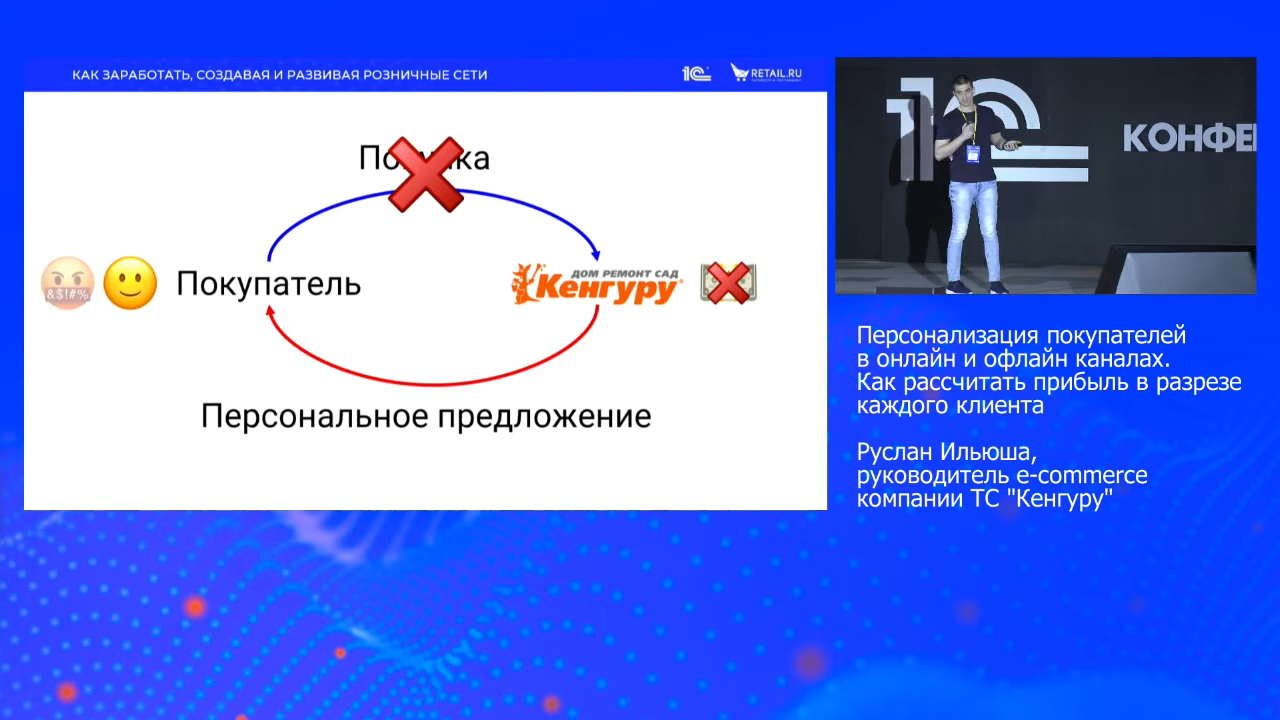 КАК ЗАРАБОТАТЬ, СОЗДАВАЯ И РАЗВИВАЯ РОЗНИЧНЫЕ СЕТИ
1С
RETAIL.RU
&$!#%
Покупатель
ДОМ РЕМОНТ САД
Кенгуру
Персональное предложение
1С
КОНФЕ
Персонализация покупателей
в онлайн и офлайн каналах.
Как рассчитать прибыль в разрезе
каждого клиента
Руслан Ильюша,
руководитель e-commerce
компании ТС "Кенгуру"